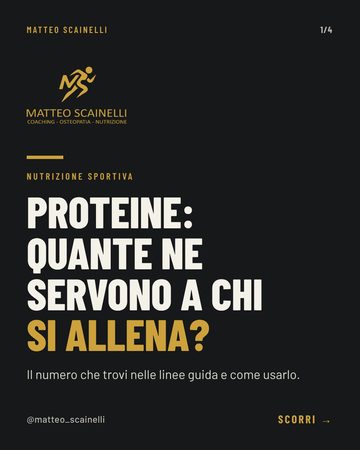 MATTEO SCAINELLI
1/4
MATTEO SCAINELLI
COACHING - OSTEOPATIA - NUTRIZIONE
NUTRIZIONE SPORTIVA
PROTEINE:
QUANTE NE
SERVONO A CHI
SI ALLENA?
Il numero che trovi nelle linee guida e come usarlo.
@matteo_scainelli
SCORRI →